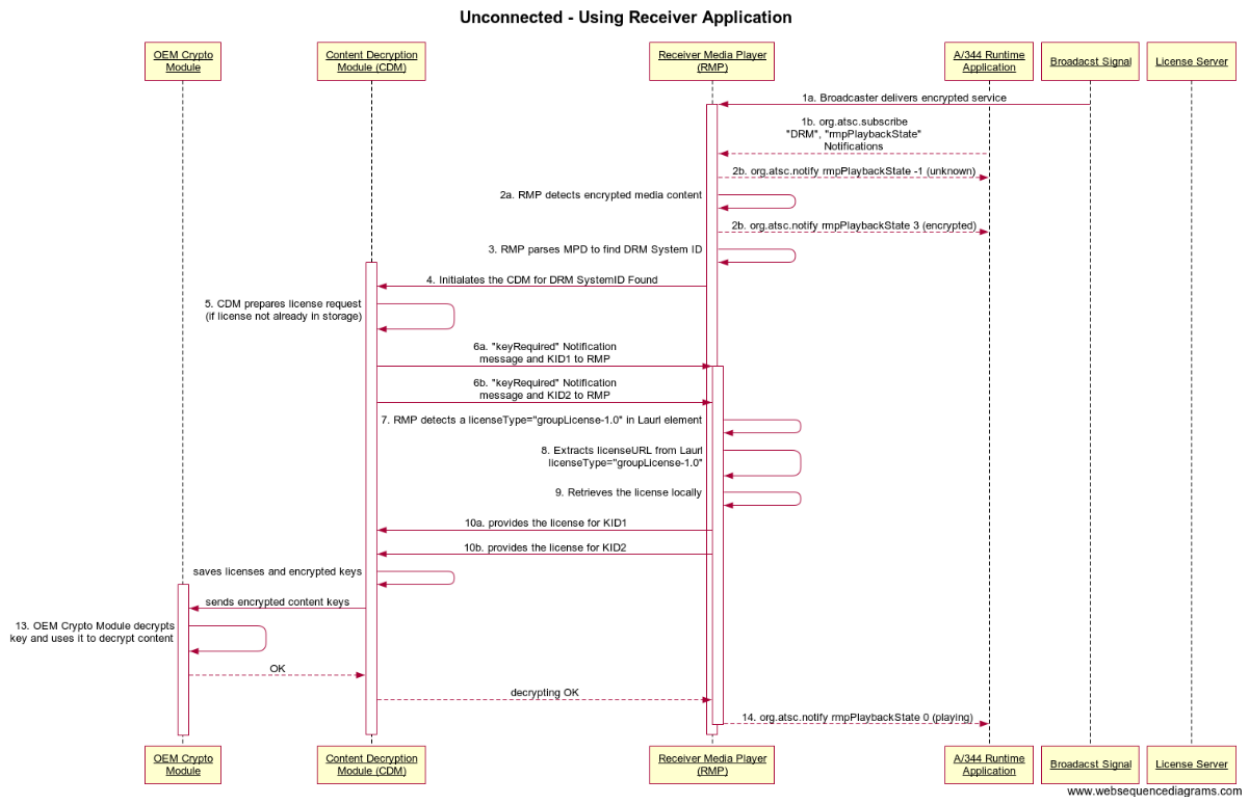 Unconnected - Using Receiver Application
OEM Crypto
Module
Content Decryption
Module (CDM)
Receiver Media Player
(RMP)
A/344 Runtime
Application
Broadacst Signal
License Server
1a. Broadcaster delivers encrypted service
1b. org.atsc.subscribe
"DRM", "rmpPlaybackState"
Notifications
2b. org.atsc.notify rmpPlaybackState -1 (unknown)
2a. RMP detects encrypted media content
2b. org.atsc.notify rmpPlaybackState 3 (encrypted)
3. RMP parses MPD to find DRM System ID
4. Initialates the CDM for DRM SystemID Found
5. CDM prepares license request
(if license not already in storage)
6a. "keyRequired" Notification
message and KID1 to RMP
6b. "keyRequired" Notification
message and KID2 to RMP
7. RMP detects a licenseType="groupLicense-1.0" in Laurl element
8. Extracts licenseURL from Laurl
licenseType="groupLicense-1.0"
9. Retrieves the license locally
10a. provides the license for KID1
10b. provides the license for KID2
saves licenses and encrypted keys
sends encrypted content keys
13. OEM Crypto Module decrypts
key and uses it to decrypt content
OK
decrypting OK
14. org.atsc.notify rmpPlaybackState 0 (playing)
OEM Crypto
Module
Content Decryption
Module (CDM)
Receiver Media Player
(RMP)
A/344 Runtime
Application
Broadacst Signal
License Server
www.websequencediagrams.com